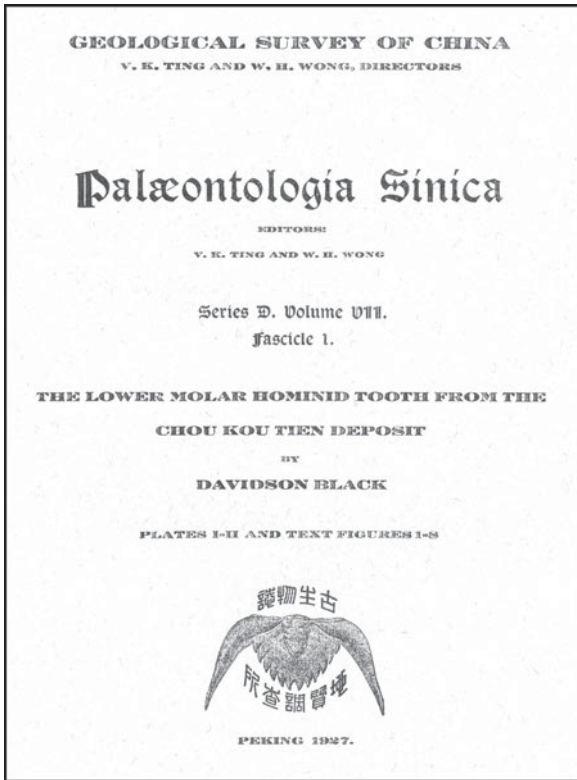 GEOLOGICAL SURVEY OF CHINA
V. K. TING AND W. H. WONG, DIRECTORS
Palæontologia Sinica
EDITORS:
V. K. TING AND W. H. WONG
Series D. Volume VII.
Fascicle 1.
THE LOWER MOLAR HOMINID TOOTH FROM THE
CHOU KOU TIEN DEPOSIT
BY
DAVIDSON BLACK
PLATES I-II AND TEXT FIGURES 1-8
古生物誌
地質調查所
PEKING 1927.